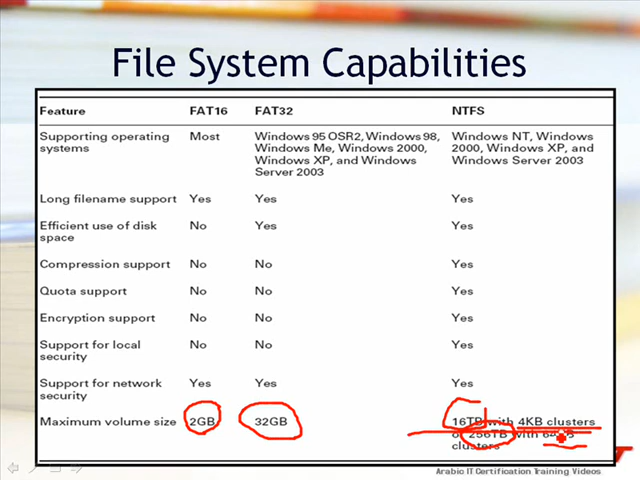 File System Capabilities
Feature FAT16 FAT32 NTFS
Supporting operating systems Most Windows 95 OSR2, Windows 98, Windows Me, Windows 2000, Windows XP, and Windows Server 2003 Windows NT, Windows 2000, Windows XP, and Windows Server 2003
Long filename support Yes Yes Yes
Efficient use of disk space No Yes Yes
Compression support No No Yes
Quota support No No Yes
Encryption support No No Yes
Support for local security No No Yes
Support for network security Yes Yes Yes
Maximum volume size 2GB 32GB 16TB with 4KB clusters or 256TB with clusters
Arabic IT Certification Training Videos